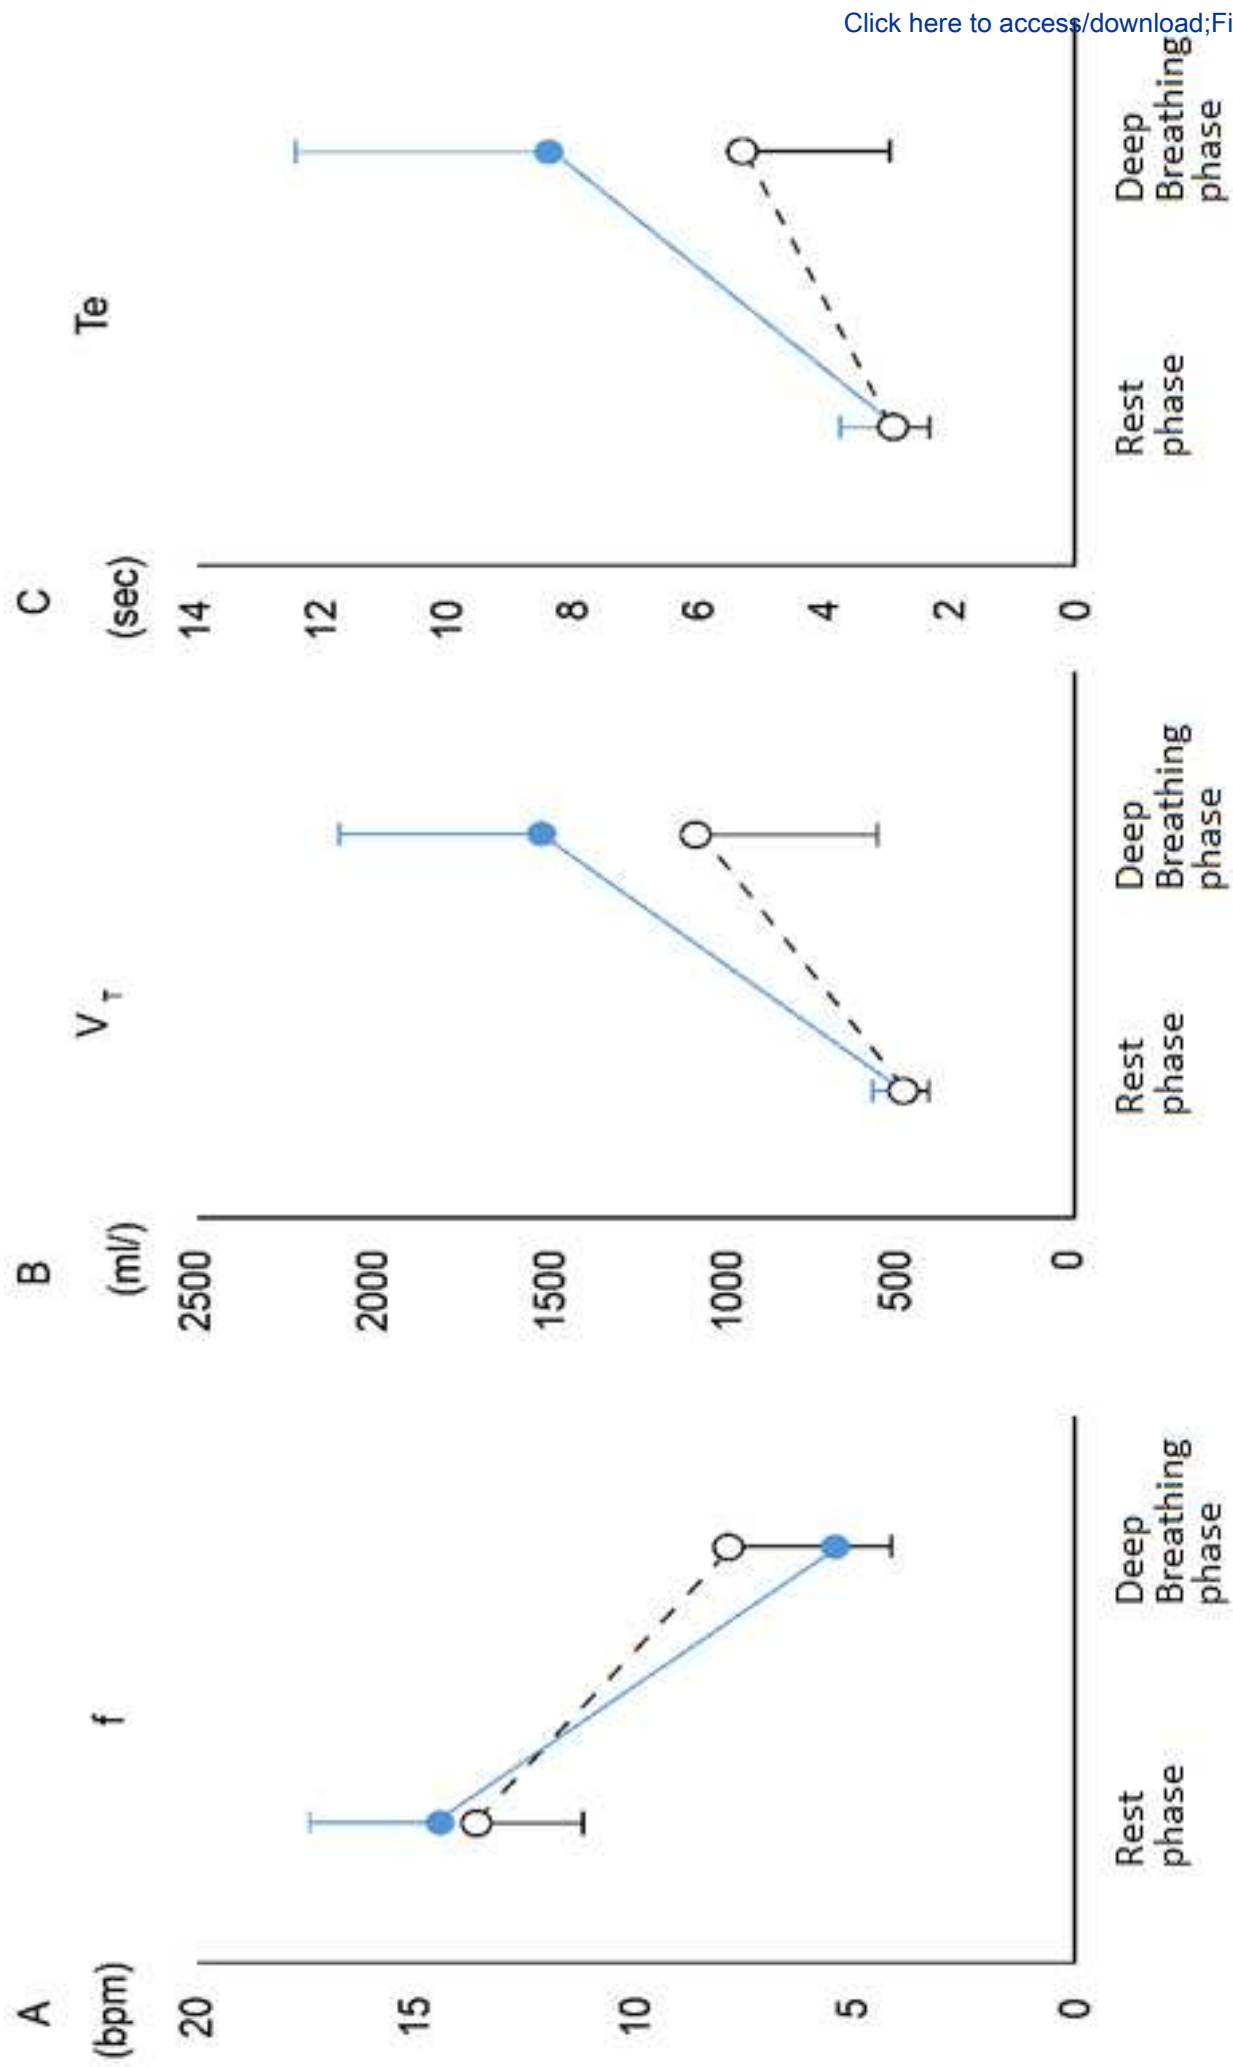 Click here to access/download;Fi
A
f
(bpm)
20
15
10
5
0
Rest
phase
Deep
Breathing
phase
B
V T
(ml/)
2500
2000
1500
1000
500
0
Rest
phase
Deep
Breathing
phase
C
Te
(sec)
14
12
10
8
6
4
2
0
Rest
phase
Deep
Breathing
phase